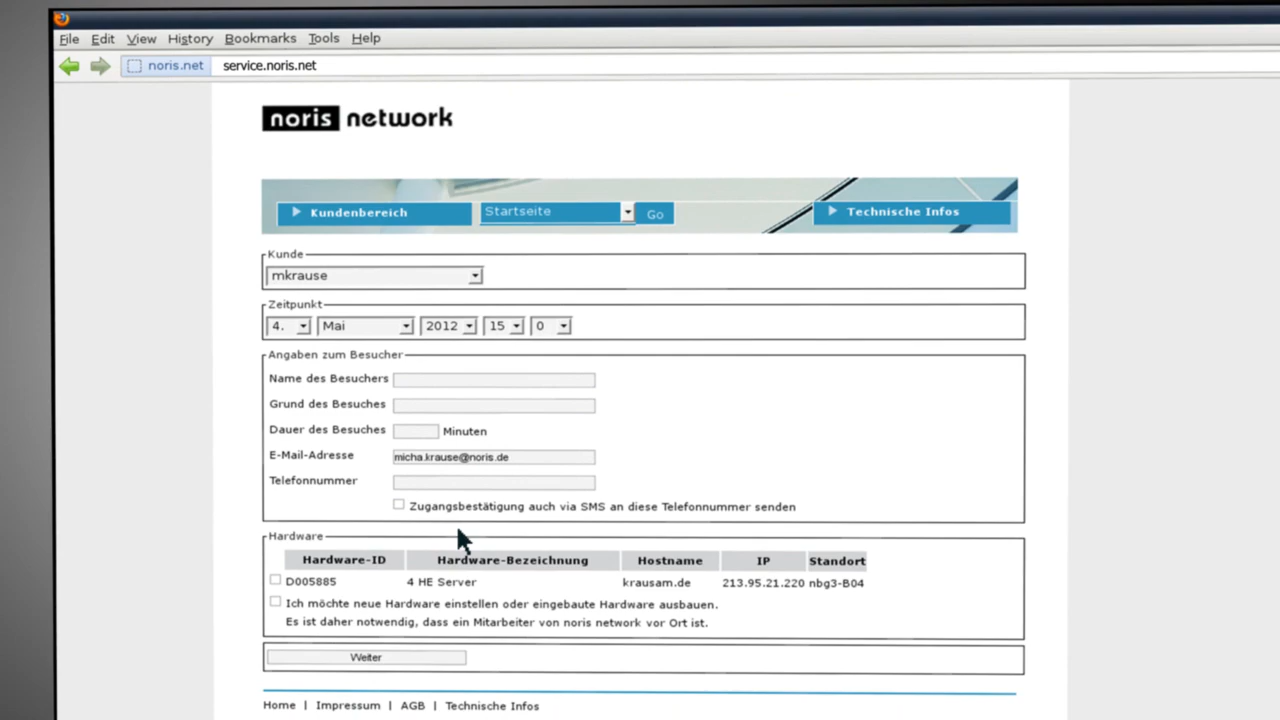 File Edit View History Bookmarks Tools Help
noris.net service.noris.net
noris network
Kundenbereich Startseite Go Technische Infos
Kunde
mkrause
Zeitpunkt
4. Mai 2012 15 0
Angaben zum Besucher
Name des Besuchers
Grund des Besuches
Dauer des Besuches Minuten
E-Mail-Adresse micha.krause@noris.de
Telefonnummer
Zugangsbestätigung auch via SMS an diese Telefonnummer senden
Hardware
Hardware-ID Hardware-Bezeichnung Hostname IP Standort
D005885 4 HE Server krausam.de 213.95.21.220 nbg3-B04
Ich möchte neue Hardware einstellen oder eingebaute Hardware ausbauen.
Es ist daher notwendig, dass ein Mitarbeiter von noris network vor Ort ist.
Weiter
Home | Impressum | AGB | Technische Infos